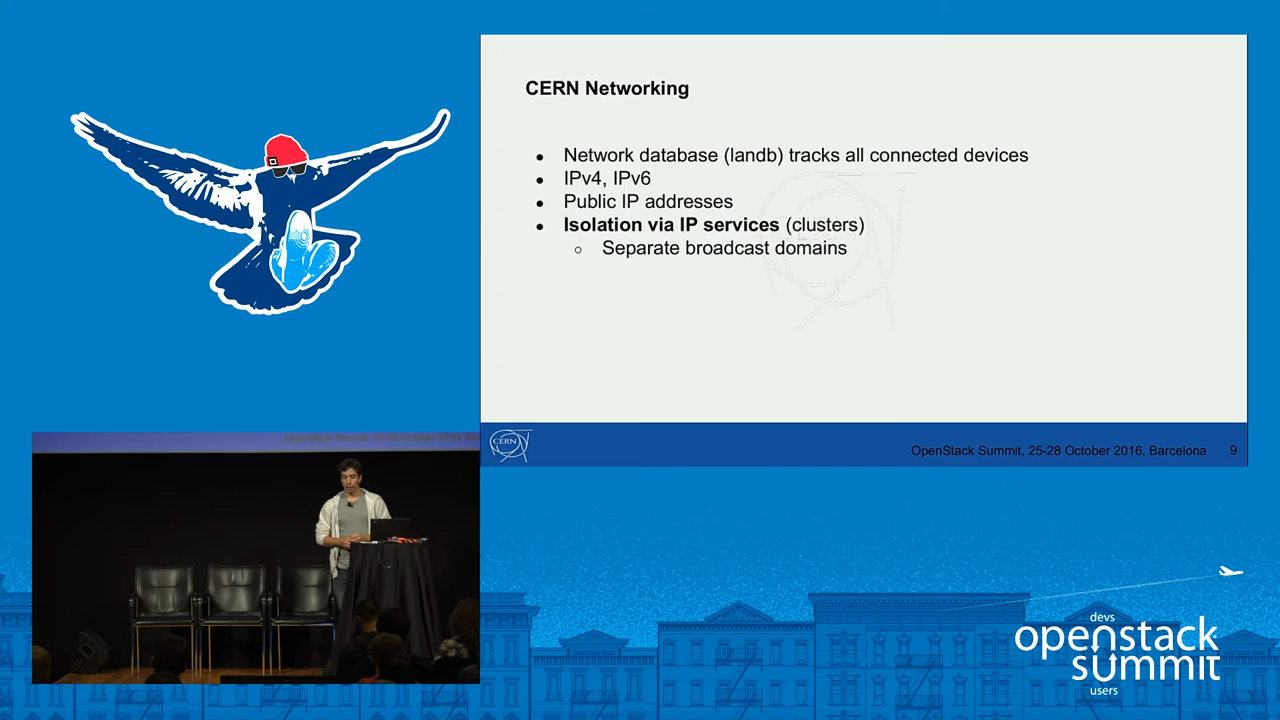 CERN Networking
● Network database (landb) tracks all connected devices
● IPv4, IPv6
● Public IP addresses
● Isolation via IP services (clusters)
○ Separate broadcast domains
CERN
OpenStack Summit, 25-28 October 2016, Barcelona 9
devs
openstack
summit
users